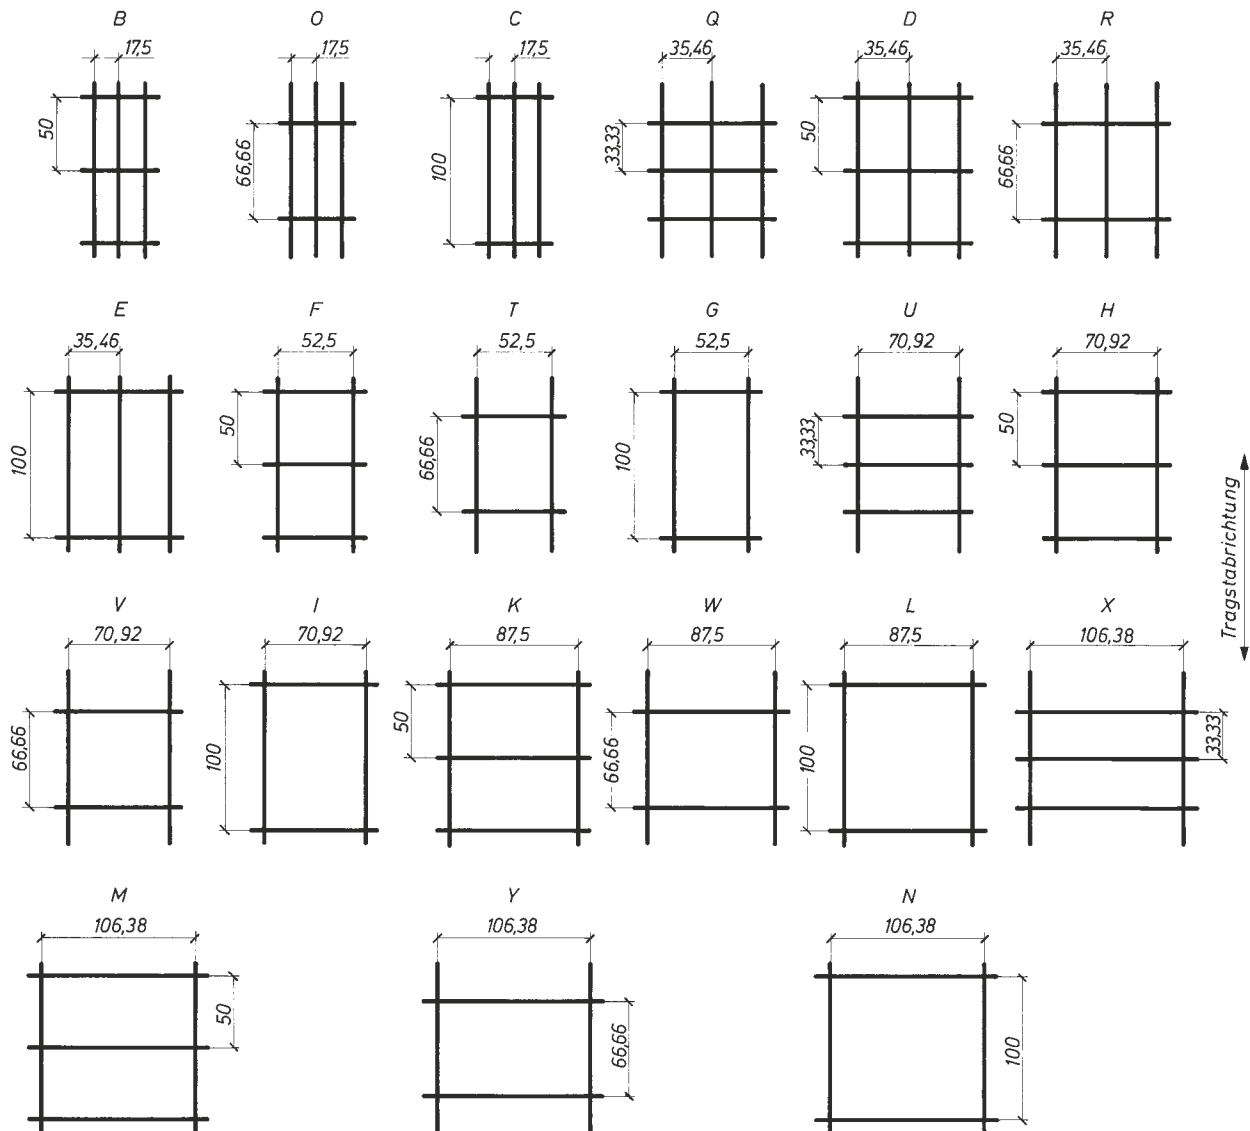 B O C Q D R
17,5 17,5 17,5 35,46 35,46 35,46
50 66,66 100 33,33 50 66,66
E F T G U H
35,46 52,5 52,5 52,5 70,92 70,92
100 50 66,66 100 33,33 50
Tragstabrichtung
V I K W L X
70,92 70,92 87,5 87,5 87,5 106,38
66,66 100 50 66,66 100 33,33
M Y N
106,38 106,38 106,38
50 66,66 100